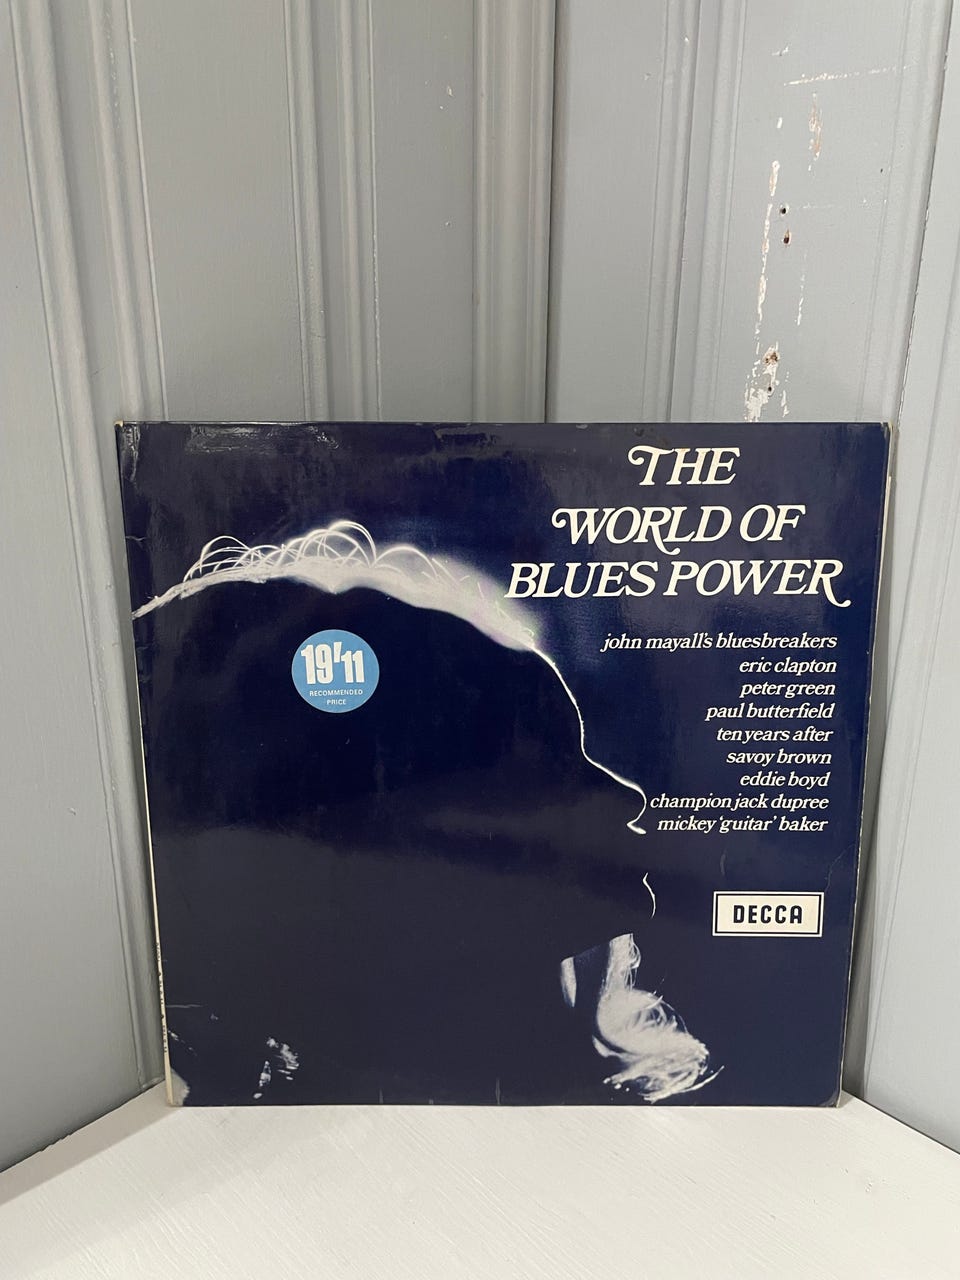 THE
WORLD OF
BLUES POWER
john mayall's bluesbreakers
eric clapton
peter green
paul butterfield
ten years after
savoy brown
eddie boyd
champion jack dupree
mickey 'guitar' baker
19'11
RECOMMENDED
PRICE
DECCA